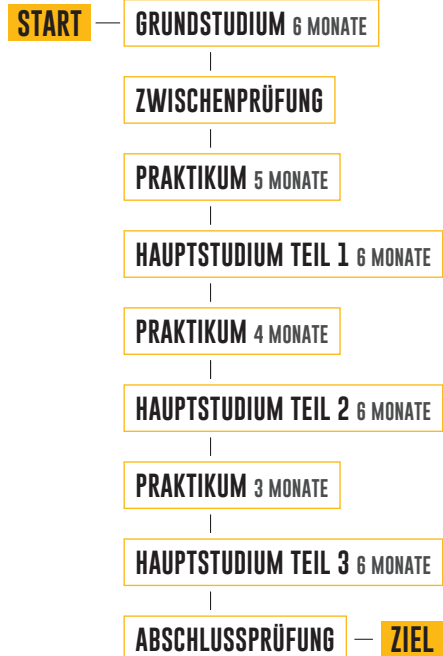 START GRUNDSTUDIUM 6 MONATE
ZWISCHENPRÜFUNG
PRAKTIKUM 5 MONATE
HAUPTSTUDIUM TEIL 1 6 MONATE
PRAKTIKUM 4 MONATE
HAUPTSTUDIUM TEIL 2 6 MONATE
PRAKTIKUM 3 MONATE
HAUPTSTUDIUM TEIL 3 6 MONATE
ABSCHLUSSPRÜFUNG ZIEL